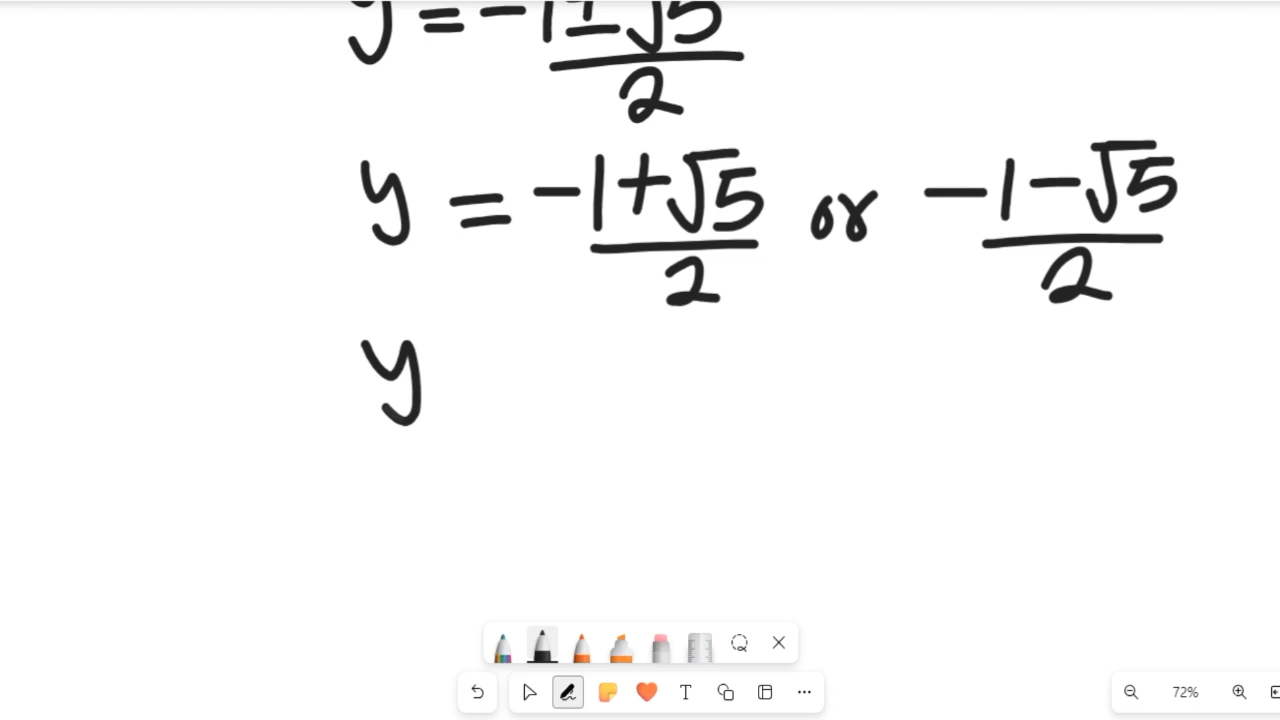 y = -1±√5/2
y = -1+√5/2 or -1-√5/2
y
T
72%